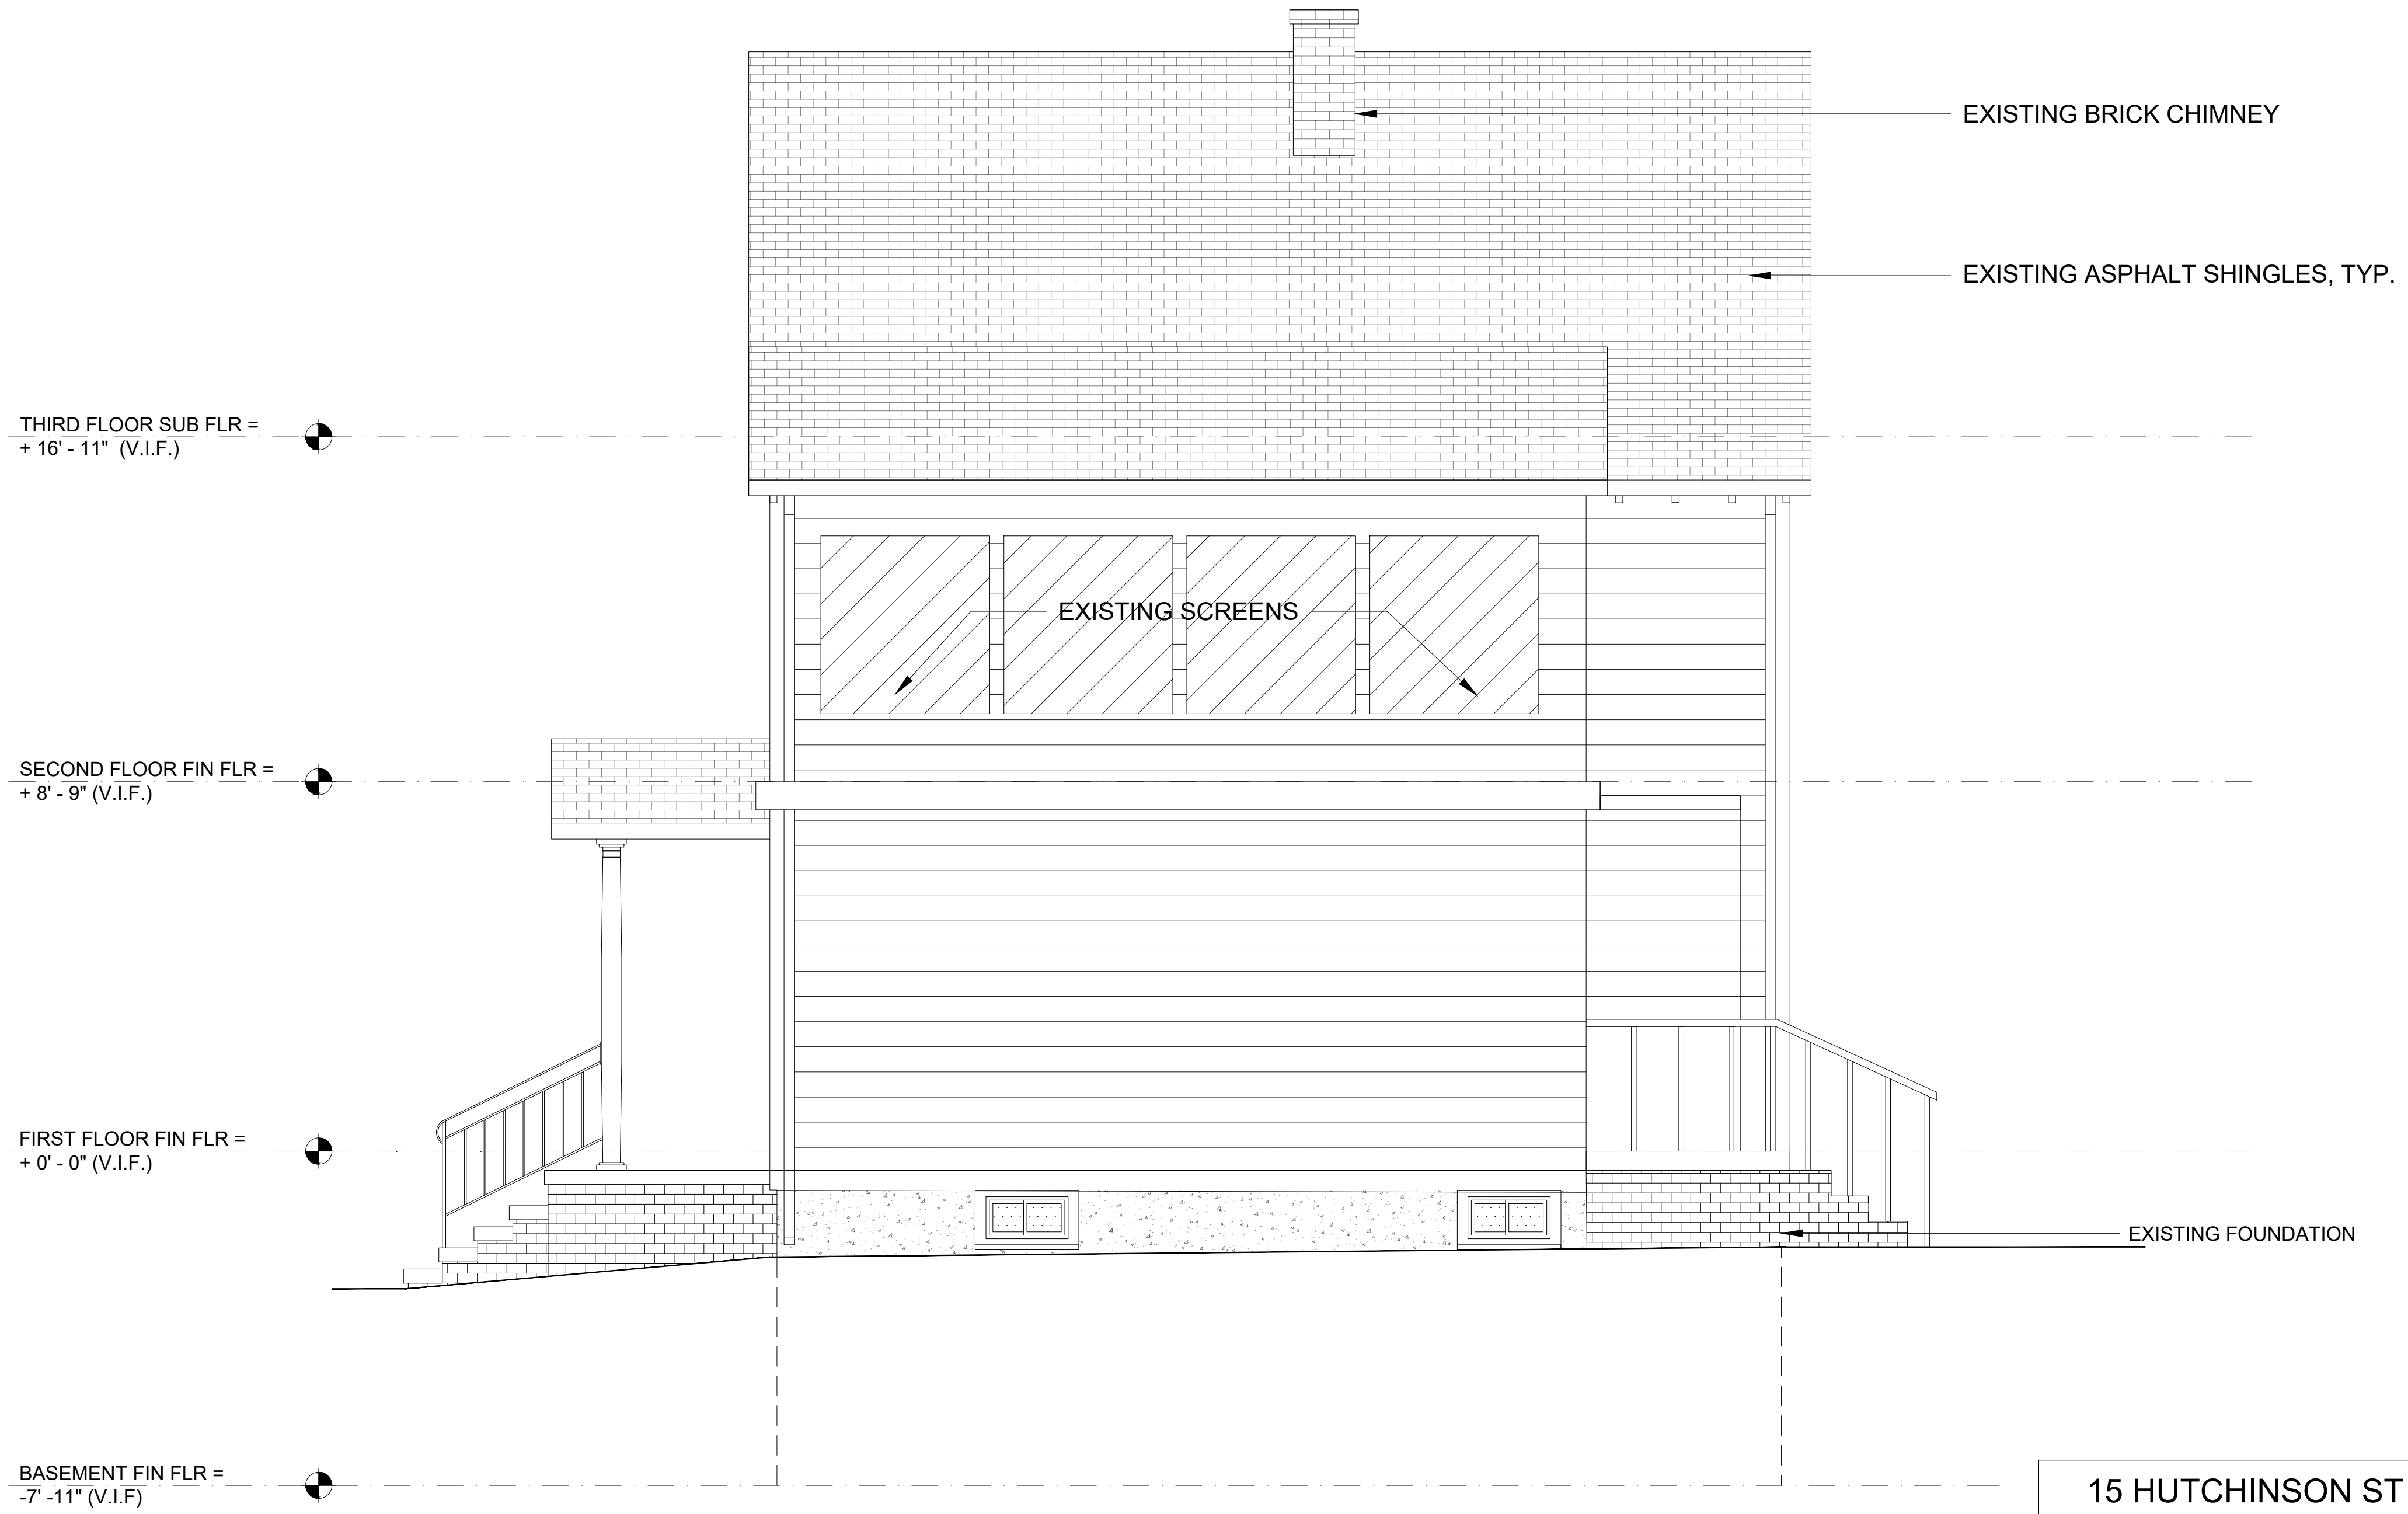 EXISTING BRICK CHIMNEY
EXISTING ASPHALT SHINGLES, TYP.
THIRD FLOOR SUB FLR =
+ 16' - 11" (V.I.F.)
EXISTING SCREENS
SECOND FLOOR FIN FLR =
+ 8' - 9" (V.I.F.)
FIRST FLOOR FIN FLR =
+ 0' - 0" (V.I.F.)
EXISTING FOUNDATION
BASEMENT FIN FLR =
-7' -11" (V.I.F)
15 HUTCHINSON ST